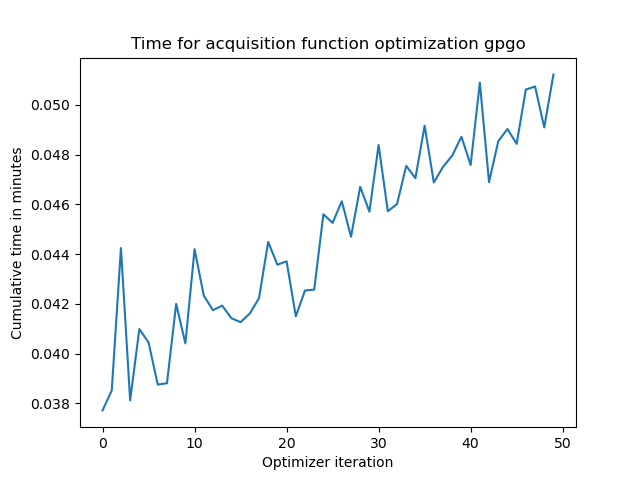 Time for acquisition function optimization gpgo
0.050
0.048
0.046
0.044
0.042
0.040
0.038
Cumulative time in minutes
0 10 20 30 40 50
Optimizer iteration